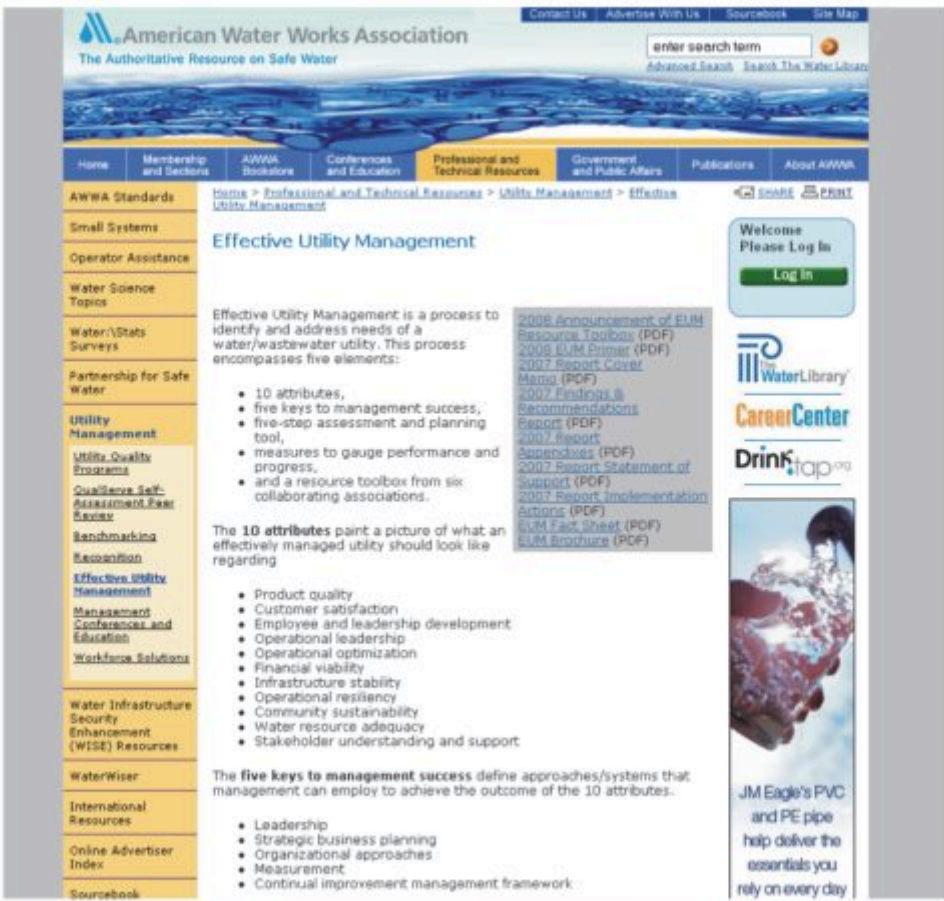 Contact Us | Advertise With Us | Sourcebook | Site Map
American Water Works Association
The Authoritative Resource on Safe Water
enter search term
Advanced Search Search The Water Library
Home
Membership and Sections
AWWA Bookstore
Conferences and Education
Professional and Technical Resources
Government and Public Affairs
Publications
About AWWA
AWWA Standards
Small Systems
Operator Assistance
Water Science
Topics
Water:\Stats
Surveys
Partnership for Safe
Water
Utility
Management
Utility Quality
Programs
QualServe Self-
Assessment Peer
Review
Benchmarking
Recognition
Effective Utility
Management
Management
Conferences and
Education
Workforce Solutions
Water Infrastructure
Security
Enhancement
(WISE) Resources
WaterWiser
International
Resources
Online Advertiser
Index
Sourcebook
Home > Professional and Technical Resources > Utility Management > Effective
Utility Management
SHARE PRINT
Effective Utility Management
Effective Utility Management is a process to
identify and address needs of a
water/wastewater utility. This process
encompasses five elements:
• 10 attributes,
• five keys to management success,
• five-step assessment and planning
tool,
• measures to gauge performance and
progress,
• and a resource toolbox from six
collaborating associations.
2008 Announcement of EUM
Resource Toolbox (PDF)
2008 EUM Primer (PDF)
2007 Report Cover
Memo (PDF)
2007 Findings &
Recommendations
Report (PDF)
2007 Report
Appendixes (PDF)
2007 Report Statement of
Support (PDF)
2007 Report Implementation
Actions (PDF)
EUM Fact Sheet (PDF)
EUM Brochure (PDF)
The 10 attributes paint a picture of what an
effectively managed utility should look like
regarding
• Product quality
• Customer satisfaction
• Employee and leadership development
• Operational leadership
• Operational optimization
• Financial viability
• Infrastructure stability
• Operational resiliency
• Community sustainability
• Water resource adequacy
• Stakeholder understanding and support
The five keys to management success define approaches/systems that
management can employ to achieve the outcome of the 10 attributes.
• Leadership
• Strategic business planning
• Organizational approaches
• Measurement
• Continual improvement management framework
Welcome
Please Log In
Log In
The
WaterLibrary
CareerCenter
Drinktap.org
JM Eagle's PVC
and PE pipe
help deliver the
essentials you
rely on every day